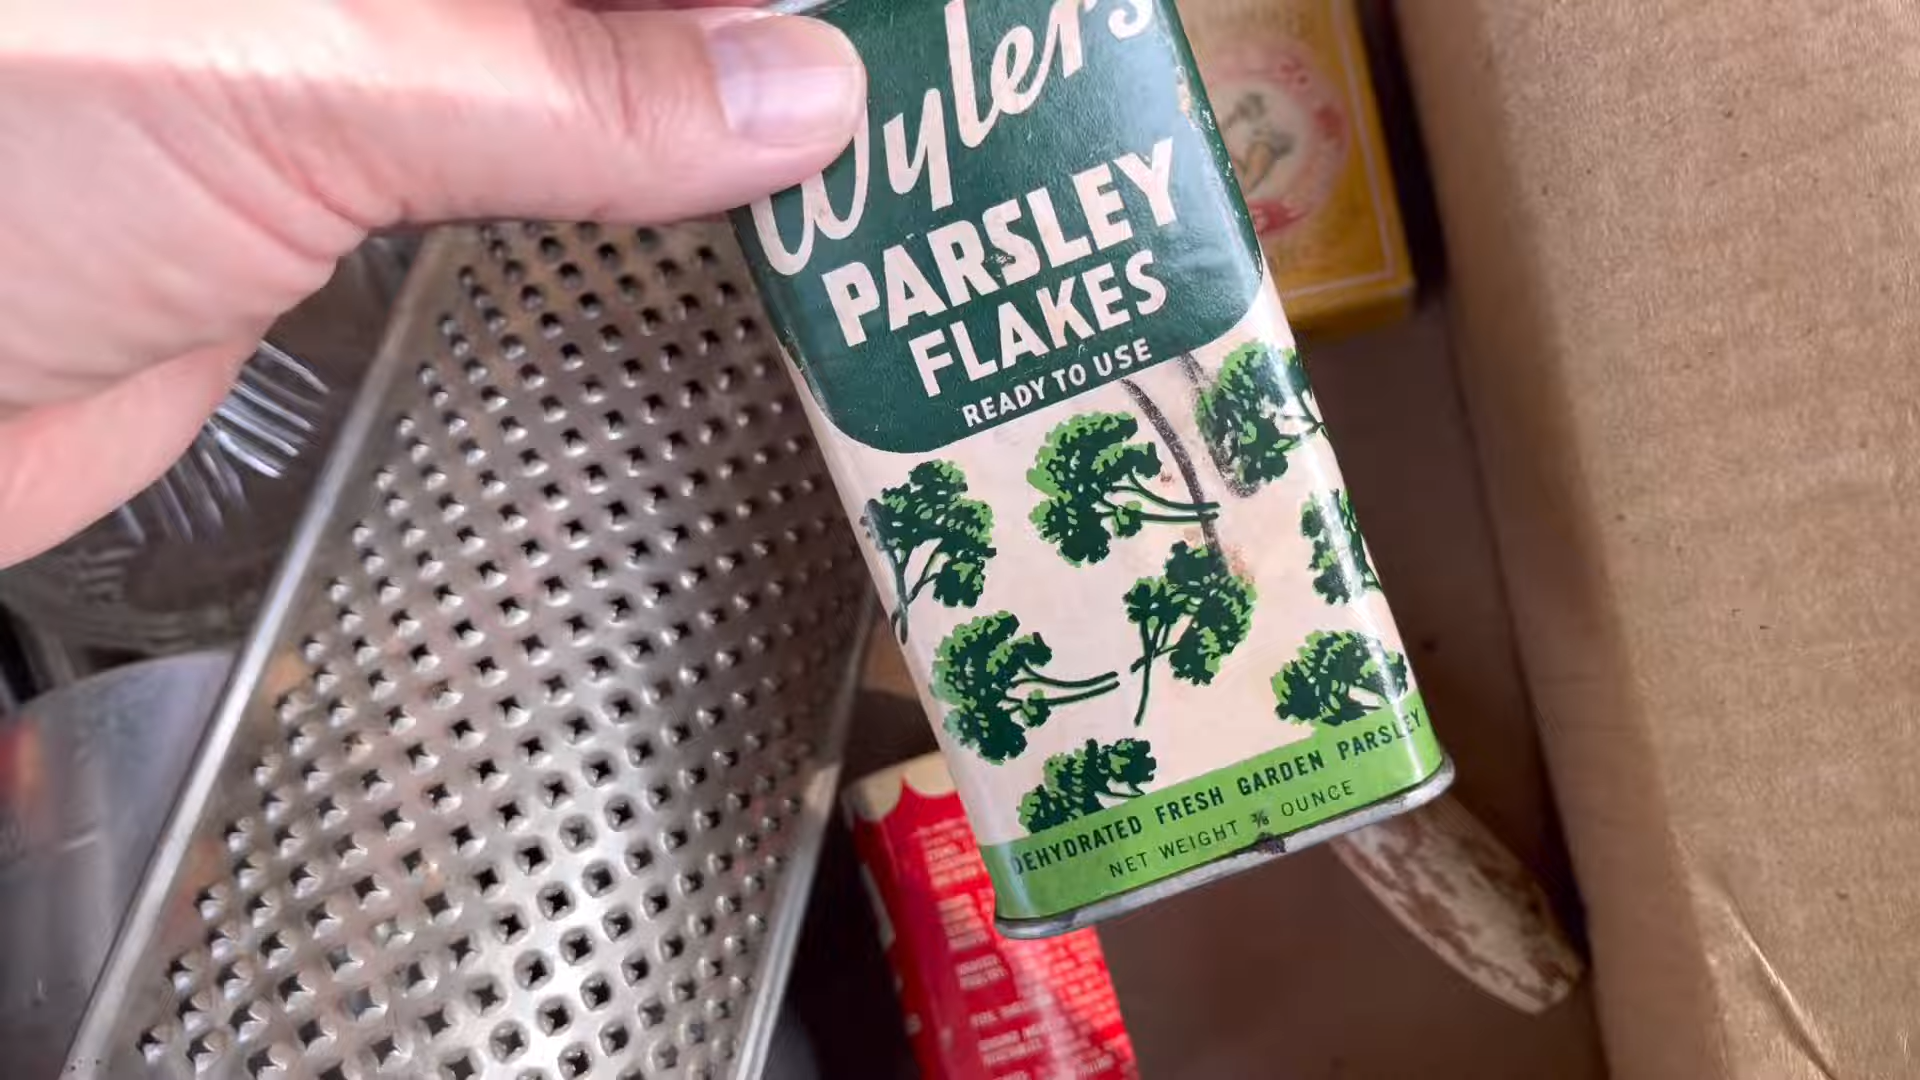 Wyler's
PARSLEY
FLAKES
READY TO USE
DEHYDRATED FRESH GARDEN PARSLEY
NET WEIGHT ⅜ OUNCE